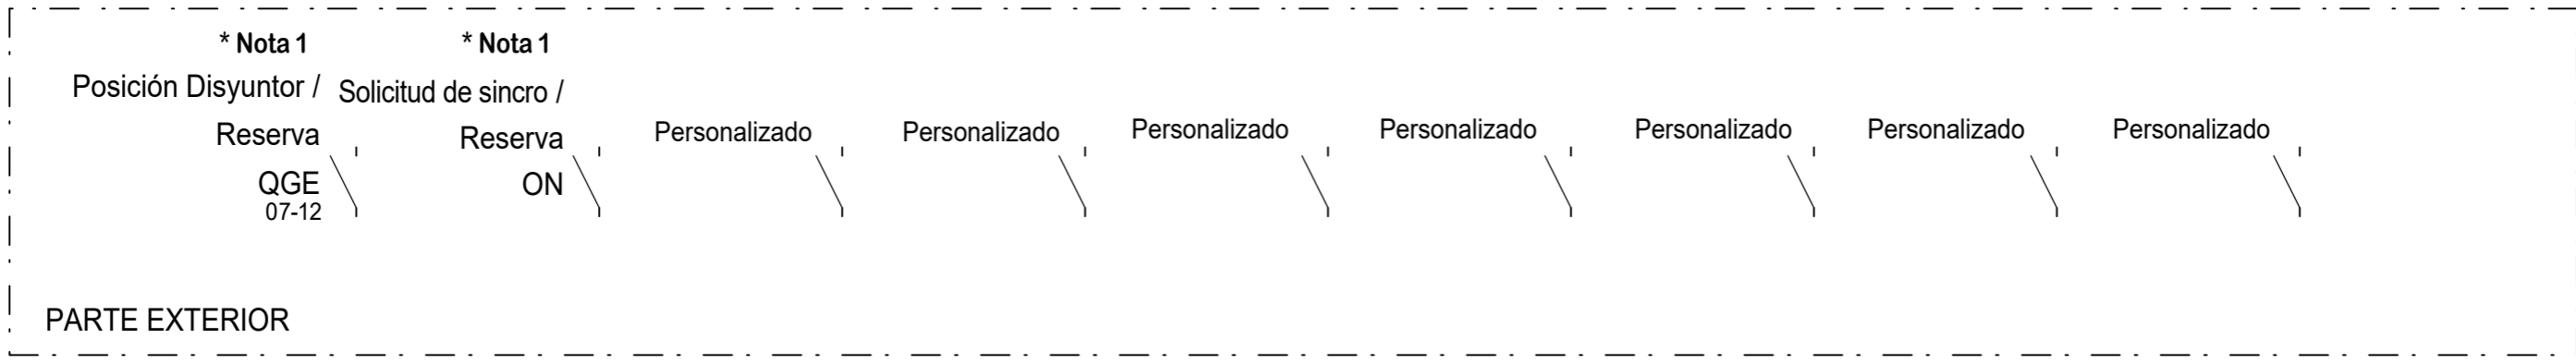 * Nota 1
Posición Disyuntor /
Reserva
QGE
07-12
* Nota 1
Solicitud de sincro /
Reserva
ON
Personalizado
Personalizado
Personalizado
Personalizado
Personalizado
Personalizado
Personalizado
PARTE EXTERIOR